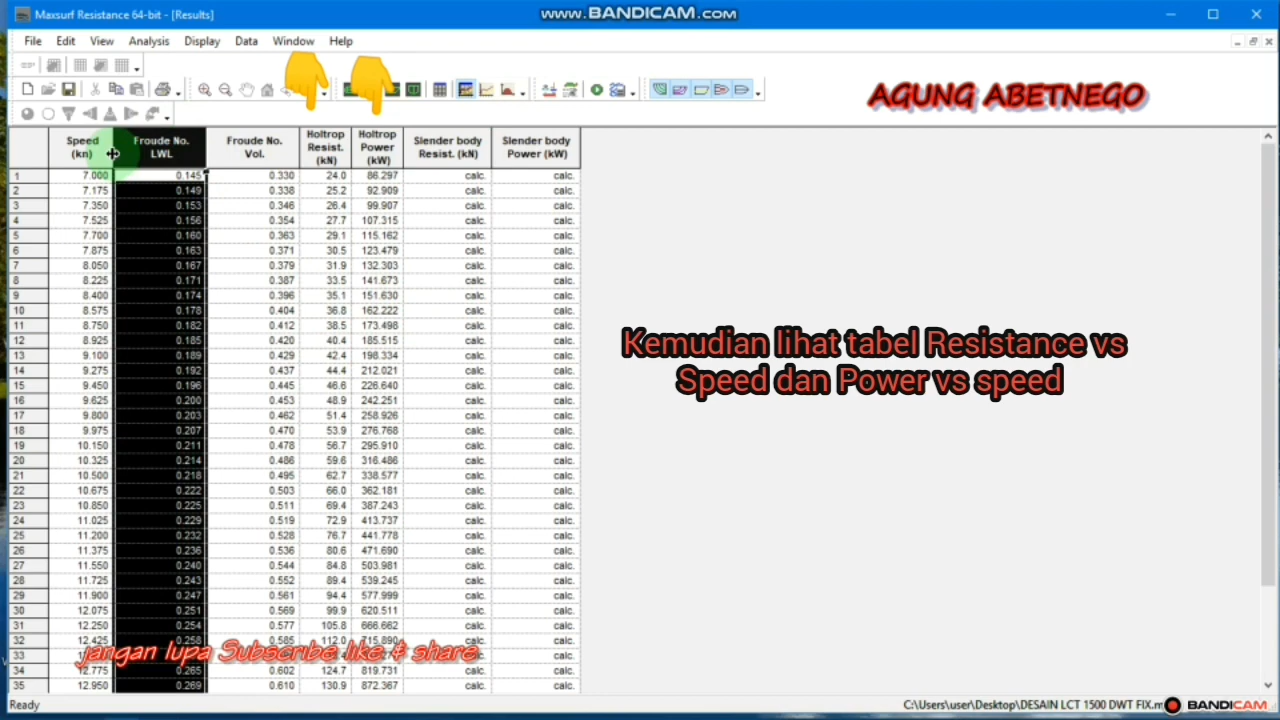 Maxsurf Resistance 64-bit - [Results]
www.BANDICAM.com
File Edit View Analysis Display Data Window Help
AGUNG ABETNEGO
Speed (kn) Froude No. LWL Froude No. Vol. Holtrop Resist. (kN) Holtrop Power (kW) Slender body Resist. (kN) Slender body Power (kW)
1 7.000 0.145 0.330 24.0 86.297 calc. calc.
2 7.175 0.149 0.338 25.2 92.909 calc. calc.
3 7.350 0.153 0.346 26.4 99.907 calc. calc.
4 7.525 0.156 0.354 27.7 107.315 calc. calc.
5 7.700 0.160 0.363 29.1 115.162 calc. calc.
6 7.875 0.163 0.371 30.5 123.479 calc. calc.
7 8.050 0.167 0.379 31.9 132.303 calc. calc.
8 8.225 0.171 0.387 33.5 141.673 calc. calc.
9 8.400 0.174 0.396 35.1 151.630 calc. calc.
10 8.575 0.178 0.404 36.8 162.222 calc. calc.
11 8.750 0.182 0.412 38.5 173.498 calc. calc.
12 8.925 0.185 0.420 40.4 185.515 calc. calc.
13 9.100 0.189 0.429 42.4 198.334 calc. calc.
14 9.275 0.192 0.437 44.4 212.021 calc. calc.
15 9.450 0.196 0.445 46.6 226.640 calc. calc.
16 9.625 0.200 0.453 48.9 242.251 calc. calc.
17 9.800 0.203 0.462 51.4 258.926 calc. calc.
18 9.975 0.207 0.470 53.9 276.768 calc. calc.
19 10.150 0.211 0.478 56.7 295.910 calc. calc.
20 10.325 0.214 0.486 59.6 316.486 calc. calc.
21 10.500 0.218 0.495 62.7 338.577 calc. calc.
22 10.675 0.222 0.503 66.0 362.181 calc. calc.
23 10.850 0.225 0.511 69.4 387.243 calc. calc.
24 11.025 0.229 0.519 72.9 413.737 calc. calc.
25 11.200 0.232 0.528 76.7 441.778 calc. calc.
26 11.375 0.236 0.536 80.6 471.690 calc. calc.
27 11.550 0.240 0.544 84.8 503.981 calc. calc.
28 11.725 0.243 0.552 89.4 539.245 calc. calc.
29 11.900 0.247 0.561 94.4 577.999 calc. calc.
30 12.075 0.251 0.569 99.9 620.511 calc. calc.
31 12.250 0.254 0.577 105.8 666.662 calc. calc.
32 12.425 0.258 0.585 112.0 715.890 calc. calc.
33 calc. calc.
34 12.775 0.265 0.602 124.7 819.731 calc. calc.
35 12.950 0.269 0.610 130.9 872.367 calc. calc.
Kemudian lihat tabel Resistance vs
Speed dan Power vs speed
jangan lupa Subscribe like & share
Ready
C:\Users\user\Desktop\DESAIN LCT 1500 DWT FIX.m
BANDICAM